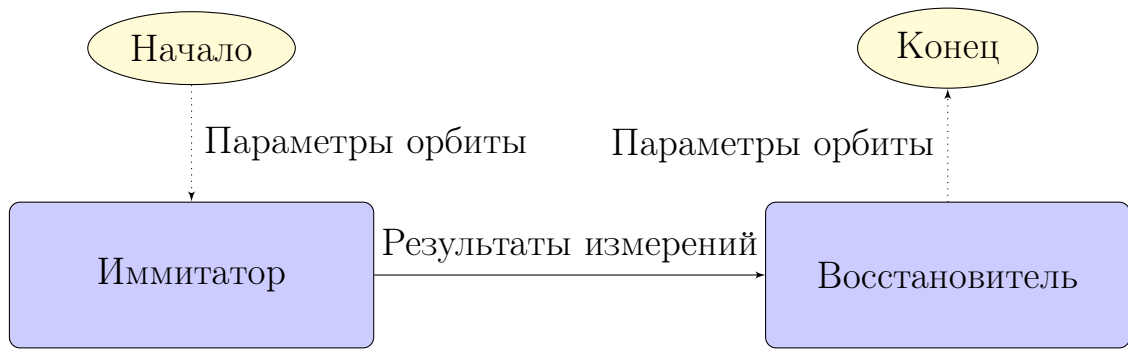 Начало
Конец
Параметры орбиты
Параметры орбиты
Результаты измерений
Иммитатор
Восстановитель